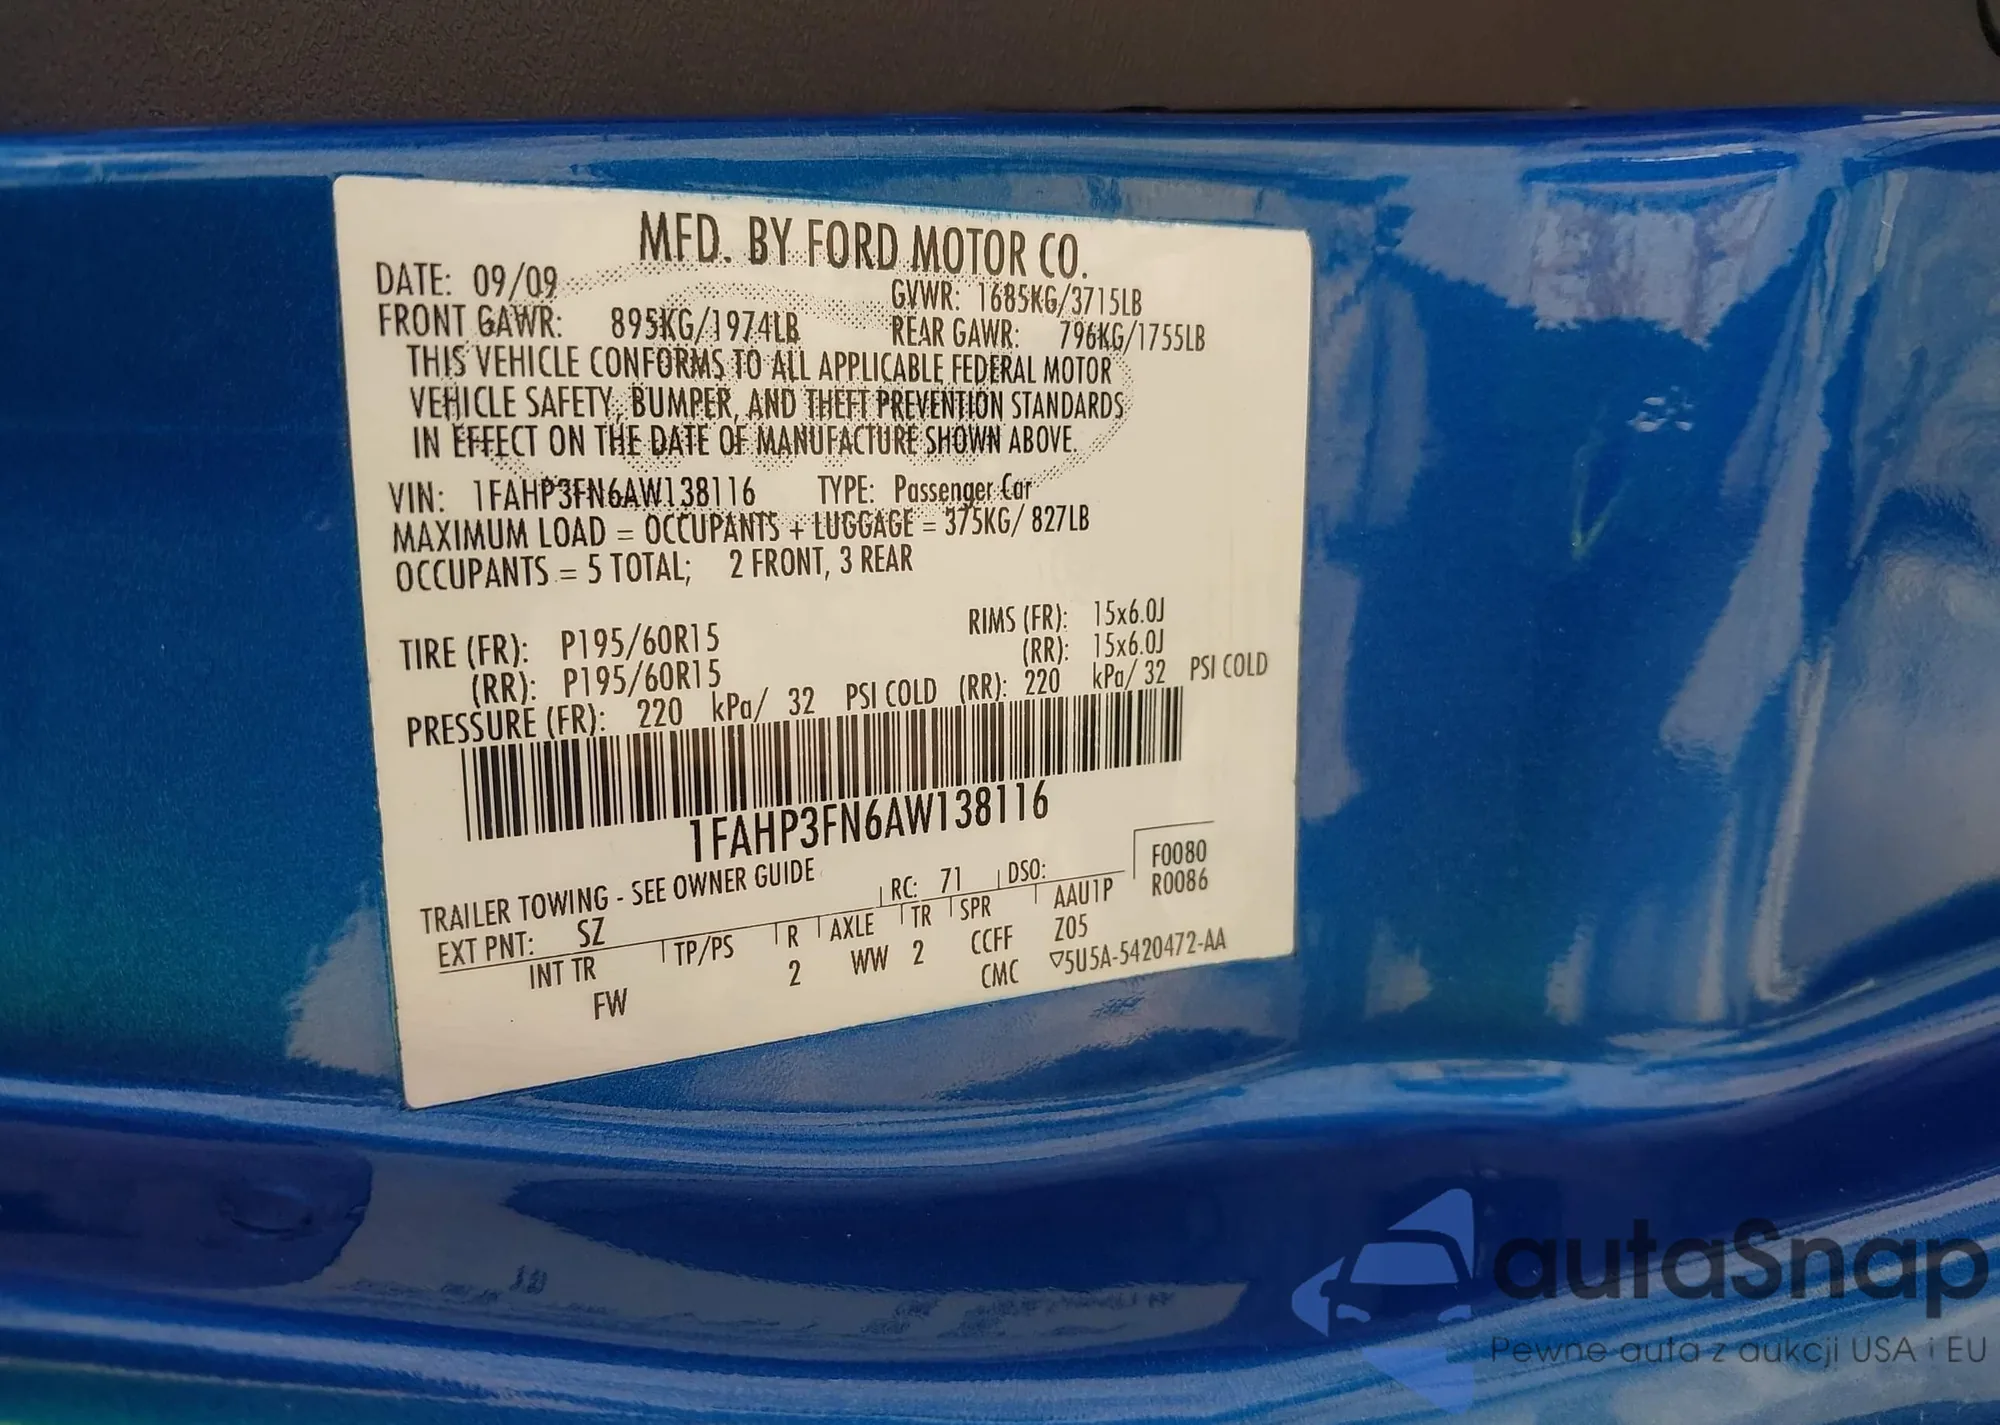 MFD. BY FORD MOTOR CO.
DATE: 09/09 GVWR: 1685KG/3715LB
FRONT GAWR: 895KG/1974LB REAR GAWR: 796KG/1755LB
THIS VEHICLE CONFORMS TO ALL APPLICABLE FEDERAL MOTOR
VEHICLE SAFETY, BUMPER, AND THEFT PREVENTION STANDARDS
IN EFFECT ON THE DATE OF MANUFACTURE SHOWN ABOVE.
VIN: 1FAHP3FN6AW138116 TYPE: Passenger Car
MAXIMUM LOAD = OCCUPANTS + LUGGAGE = 375KG/ 827LB
OCCUPANTS = 5 TOTAL; 2 FRONT, 3 REAR
TIRE (FR): P195/60R15 RIMS (FR): 15x6.0J
(RR): P195/60R15 (RR): 15x6.0J
PRESSURE (FR): 220 kPa/ 32 PSI COLD (RR): 220 kPa/ 32 PSI COLD
1FAHP3FN6AW138116
TRAILER TOWING - SEE OWNER GUIDE
F0080
R0086
EXT PNT: SZ RC: 71 DSO:
INT TR TP/PS R AXLE TR SPR AAU1P
FW 2 WW 2 CCFF Z05
CMC ▽5U5A-5420472-AA
autaSnap
Pewne auta z aukcji USA i EU